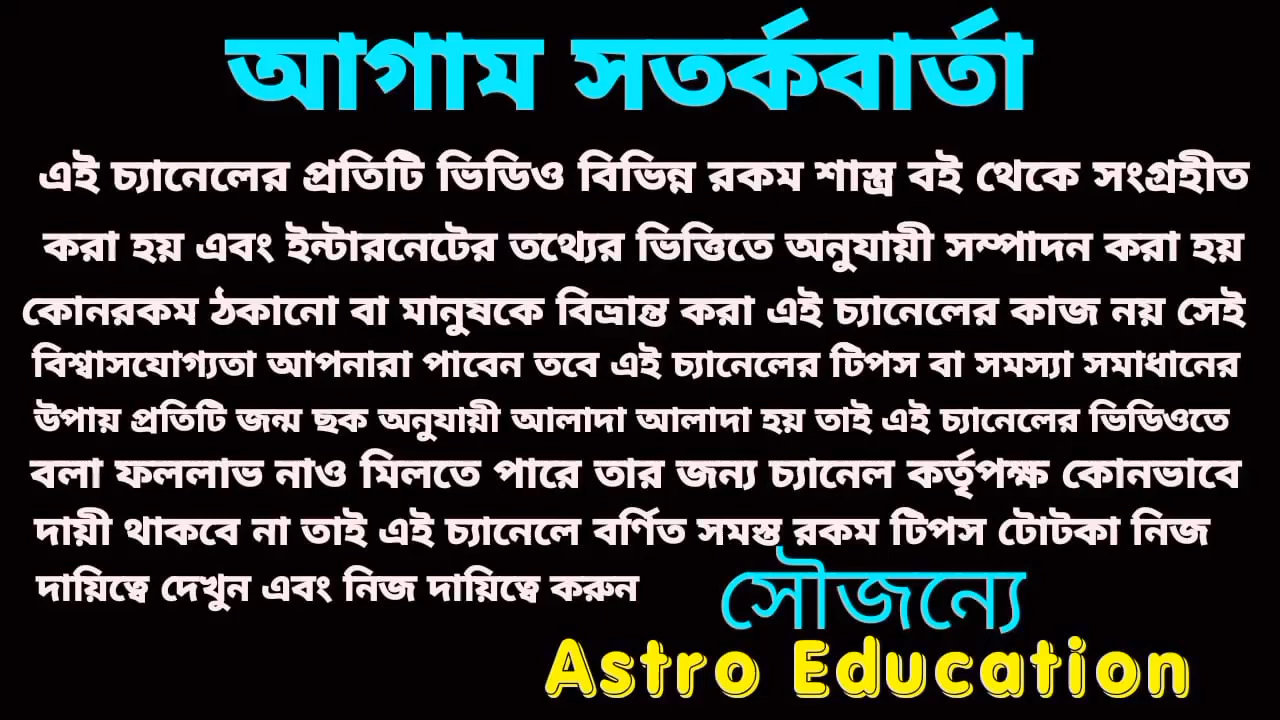 আগাম সতর্কবার্তা
এই চ্যানেলের প্রতিটি ভিডিও বিভিন্ন রকম শাস্ত্র বই থেকে সংগ্রহীত
করা হয় এবং ইন্টারনেটের তথ্যের ভিত্তিতে অনুযায়ী সম্পাদন করা হয়
কোনরকম ঠকানো বা মানুষকে বিভ্রান্ত করা এই চ্যানেলের কাজ নয় সেই
বিশ্বাসযোগ্যতা আপনারা পাবেন তবে এই চ্যানেলের টিপস বা সমস্যা সমাধানের
উপায় প্রতিটি জন্ম ছক অনুযায়ী আলাদা আলাদা হয় তাই এই চ্যানেলের ভিডিওতে
বলা ফললাভ নাও মিলতে পারে তার জন্য চ্যানেল কর্তৃপক্ষ কোনভাবে
দায়ী থাকবে না তাই এই চ্যানেলে বর্ণিত সমস্ত রকম টিপস টোটকা নিজ
দায়িত্বে দেখুন এবং নিজ দায়িত্বে করুন
সৌজন্যে
Astro Education